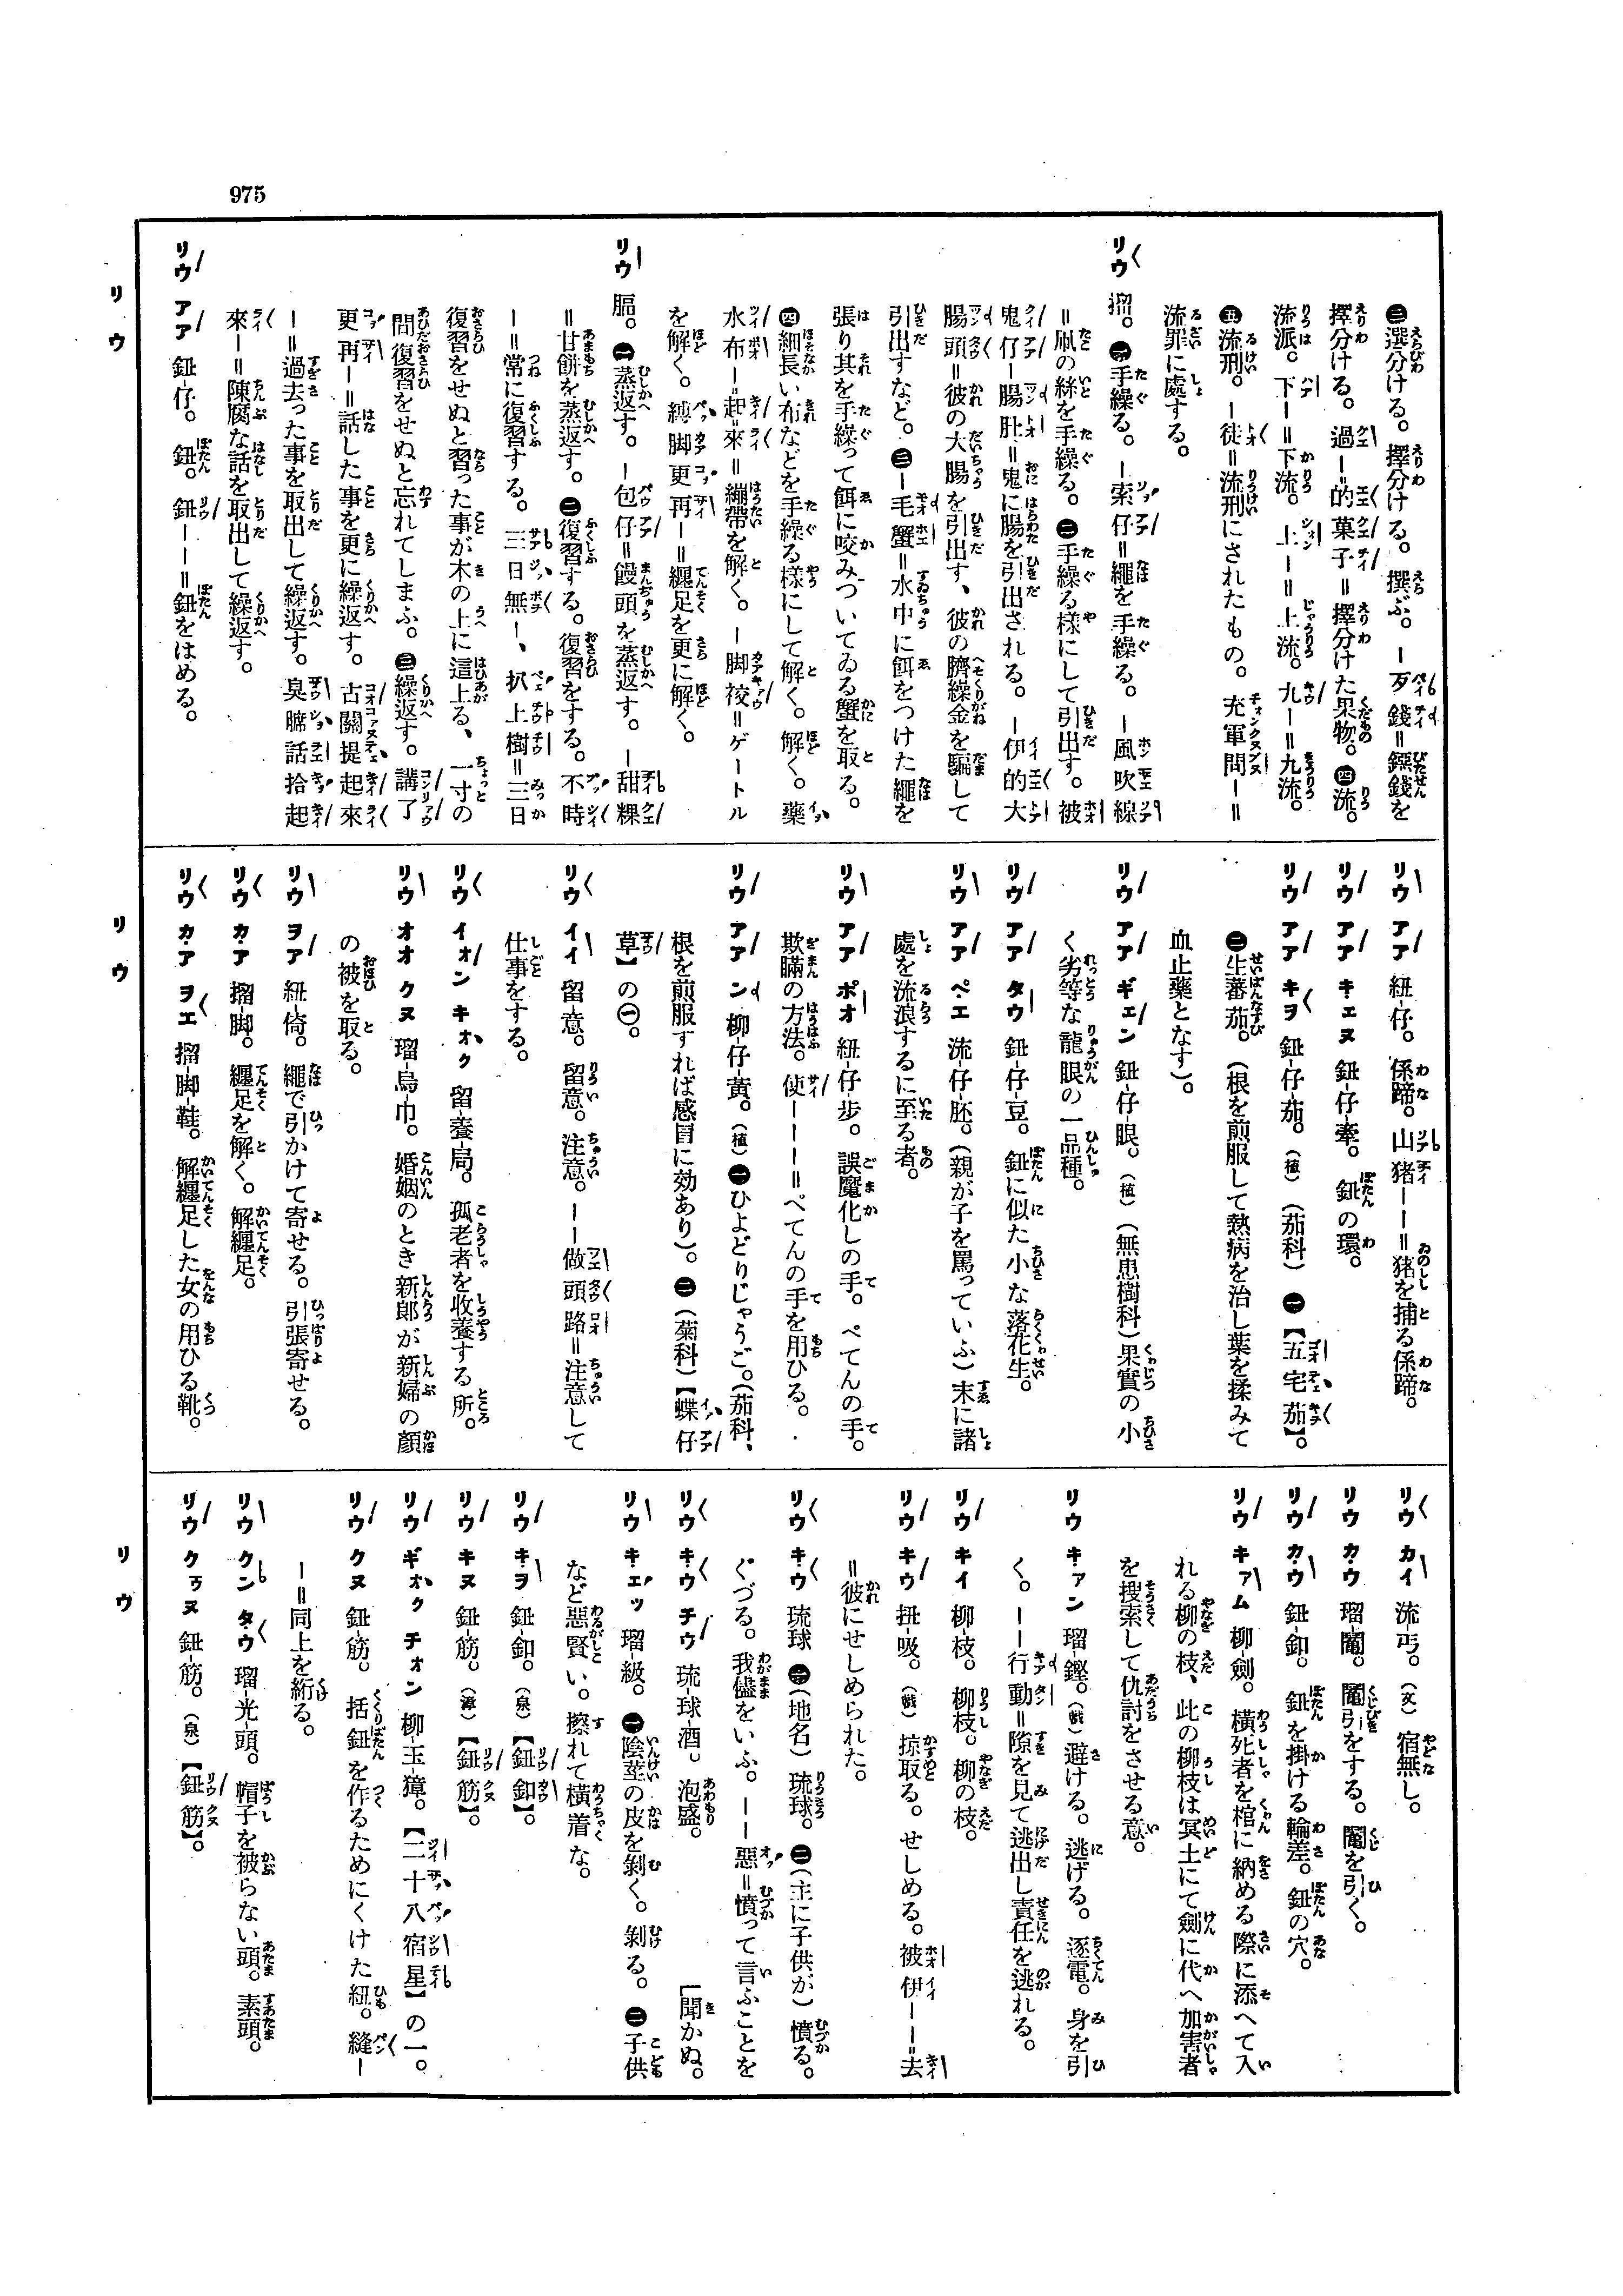 975
㊂選分ける。擇分ける。撰ぶ。ー歹錢＝鐚錢を
擇分ける。過ー的菓子＝擇分けた果物。㊃流。
流派。下ー＝下流。上ー＝上流。九ー＝九流。
㊄流刑。ー徒＝流刑にされたもの。充軍問ー＝
流罪に處する。
リウ 搦。㊀手繰る。ー索仔＝繩を手繰る。ー風吹線
＝凧の絲を手繰る。㊁手繰る樣にして引出す。被
鬼仔ー腸肚＝鬼に腸を引出される。ー伊的大
腸頭＝彼の大腸を引出す、彼の臍繰金を騙して
引出すなど。㊂ー毛蟹＝水中に餌をつけた繩を
張り其を手繰って餌に咬みついてゐる蟹を取る。
㊃細長い布などを手繰る樣にして解く。解く。藥
水布ー起來＝繃帶を解く。ー脚䘥＝ゲートル
を解く。縛脚更再ー＝纒足を更に解く。
リウ 㽞。㊀蒸返す。ー包仔＝饅頭を蒸返す。ー甜粿
＝甘餅を蒸返す。㊁復習する。復習をする。不時
ー＝常に復習する。三日無ー、扒上樹＝三日
復習をせぬと習った事が木の上に這上る、一寸の
間復習をせぬと忘れてしまふ。㊂繰返す。講了
更再ー＝話した事を更に繰返す。古關提起來
ー＝過去った事を取出して繰返す。臭臊話拾起
來ー＝陳腐な話を取出して繰返す。
リウ アア 鈕仔。鈕。鈕ーー＝鈕をはめる。
リウ アア 紐-仔。係蹄。山豬ーー＝猪を捕る係蹄。
リウ アア キェヌ 鈕-仔-牽。鈕の環。
リウ アア キヲ 鈕-仔-茄。(植)(茄科)㊀【五宅茄】。
㊁生蕃茄。(根を煎服して熱病を治し葉を揉みて
血止藥となす)。
リウ アア ギェン 鈕-仔-眼。(植)(無患樹科)果實の小
く劣等な龍眼の一品種。
リウ アア タウ 鈕-仔-豆。鈕に似た小な落花生。
リウ アア ペエ 流-仔-胚。(親が子を罵っていふ)末に諸
處を流浪するに至る者。
リウ アア ポオ 紐-仔-步。誤魔化しの手。ぺてんの手。
欺瞞の方法。使ーーー＝ぺてんの手を用ひる。
リウ アア ン 柳-仔-黃。(植)㊀ひよどりじゃうご。(茄科、
根を煎服すれば感冒に効あり)。㊁(菊科)【蝶仔
草】の㊀。
リウ イイ 留-意。留意。注意。ーー做頭路＝注意して
仕事をする。
リウ イオン キオク 留-養-局。孤老者を收養する所。
リウ オオ クヌ 瑠-烏-巾。婚姻のとき新郎が新婦の顏
の被を取る。
リウ ヲア 紐-倚。繩で引かけて寄せる。引張寄せる。
リウ カア 搦-脚。纒足を解く。解纒足。
リウ カア ヲエ 搦-脚-鞋。解纒足した女の用ひる靴。
リウ カイ 流-丐。(文)宿無し。
リウ カウ 瑠-鬮。鬮引をする。鬮を引く。
リウ カウ 鈕-釦。鈕を掛ける輪差。鈕の穴。
リウ キァム 柳-劍。橫死者を棺に納める際に添へて入
れる柳の枝、此の柳枝は冥土にて劍に代へ加害者
を搜索して仇討をさせる意。
リウ キァン 瑠-鏗。(戲)避ける。逃げる。逐電。身を引
く。ーー行動＝隙を見て逃出し責任を逃れる。
リウ キイ 柳-枝。柳枝。柳の枝。
リウ キウ 扭-吸。(戲)掠取る。せしめる。被伊ーー去
＝彼にせしめられた。
リウ キウ 琉球 ㊀(地名)琉球。㊁(主に子供が)憤る。
ぐづる。我儘をいふ。ーー惡＝憤って言ふことを
「聞かぬ。
リウ キウ チウ 琉-球-酒。泡盛。
リウ キェッ 瑠-級。㊀陰莖の皮を剝く。剝る。㊁子供
など惡賢い。擦れて橫着な。
リウ キヲ 鈕-釦。(泉)【鈕釦】。
リウ キヌ 鈕-筋。(漳)【鈕筋】。
リウ ギオク チオン 柳-玉-獐。【二十八宿星】の一。
リウ クヌ 鈕-筋。括鈕を作るためにくけた紐。縫ー
ー＝同上を絎る。
リウ クン タウ 瑠-光-頭。帽子を被らない頭。素頭。
リウ クゥヌ 鈕-筋。(泉)【鈕筋】。
リウ
リウ
リウ